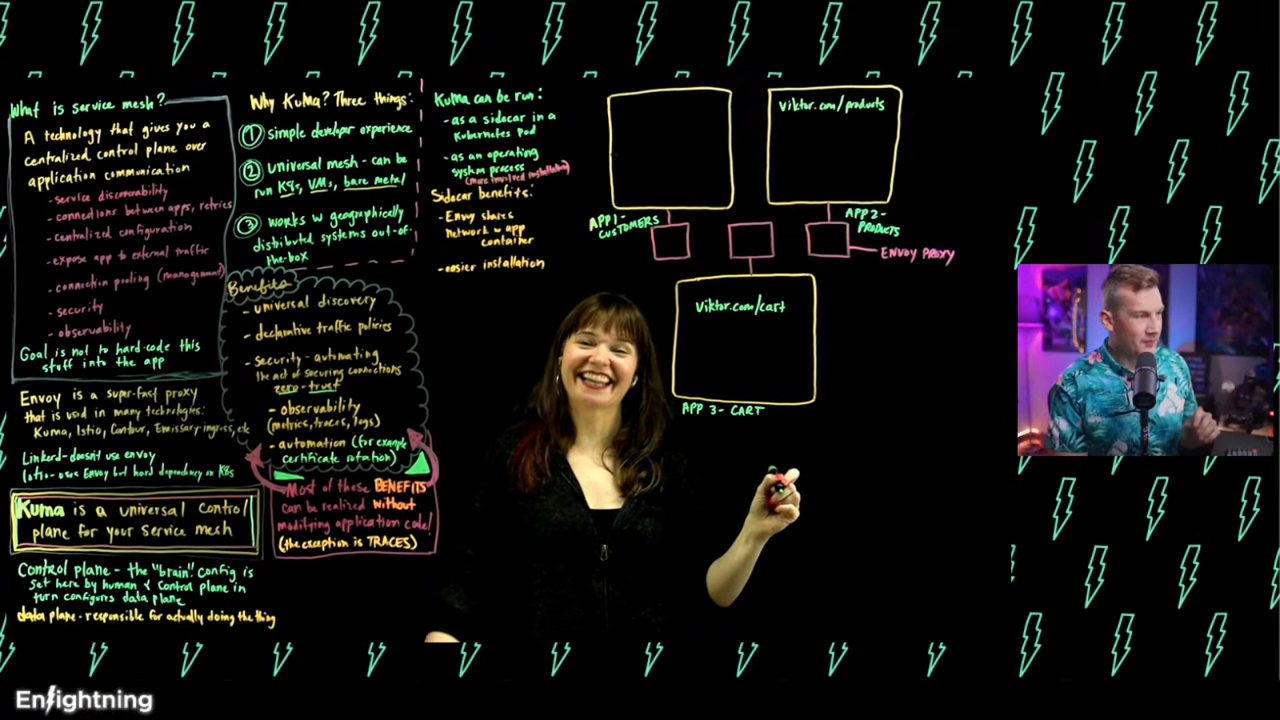 What is service mesh?
A technology that gives you a
centralized control plane over
application communication
- service discoverability
- connections between apps, retries
- centralized configuration
- expose app to external traffic
- connection pooling (management)
- security
- observability
Goal is not to hard-code this
stuff into the app
Envoy is a super-fast proxy
that is used in many technologies:
Kuma, Istio, Contour, Emissary-ingress, etc
Linkerd - doesn't use envoy
Istio - uses Envoy but hard dependency on K8s
Kuma is a universal control
plane for your service mesh
Control plane - the "brain". config is
set here by human & control plane in
turn configures data plane
data plane - responsible for actually doing the thing
Why Kuma? Three things:
1 simple developer experience
2 universal mesh - can be
run K8s, VMs, bare metal
3 works w geographically
distributed systems out-of-
the-box
Benefits
- universal discovery
- declarative traffic policies
- security - automating
the act of securing connections
zero-trust
- observability
(metrics, traces, logs)
- automation (for example
certificate rotation)
Most of these BENEFITS
can be realized without
modifying application code!
(the exception is TRACES)
Kuma can be run:
- as a sidecar in a
Kubernetes pod
- as an operating
system process
(more involved installation)
Sidecar benefits:
- Envoy shares
Network w app
container
- easier installation
APP 1 -
CUSTOMERS
Viktor.com/products
APP 2 -
PRODUCTS
ENVOY PROXY
Viktor.com/cart
APP 3 - CART
Enlightning